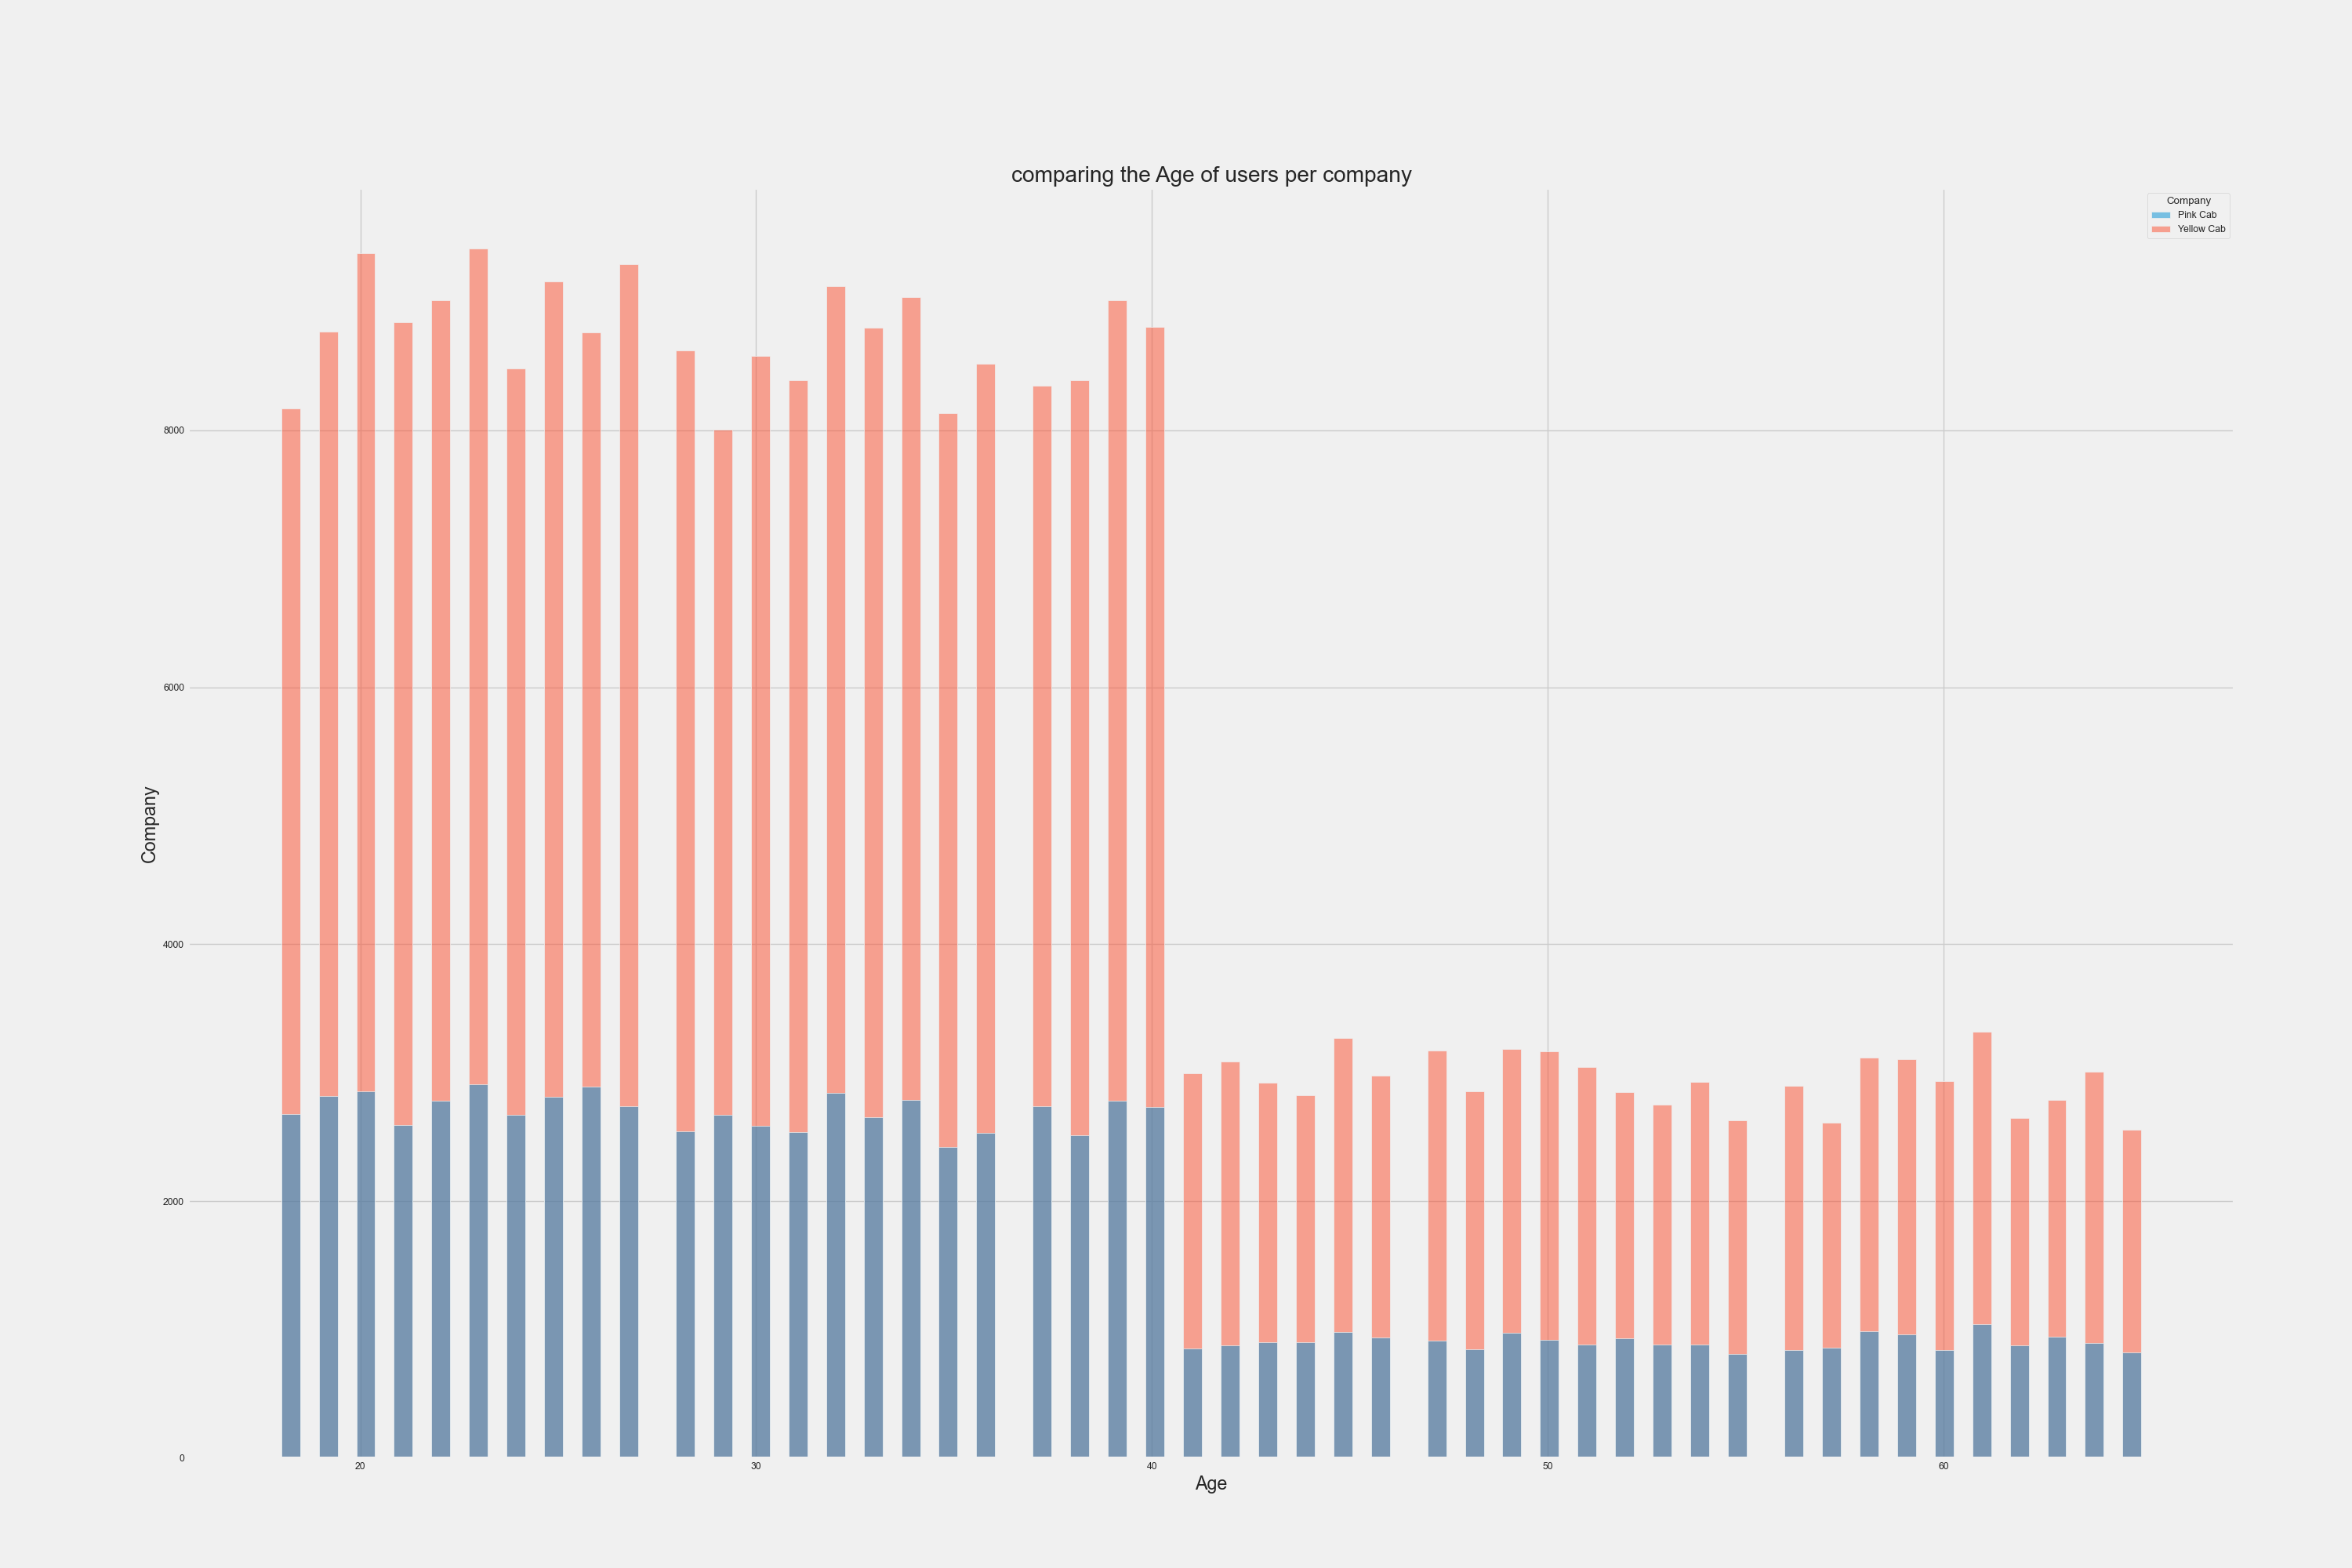 comparing the Age of users per company
Company
Pink Cab
Yellow Cab
8000
6000
4000
2000
0
Company
20
30
40
50
60
Age